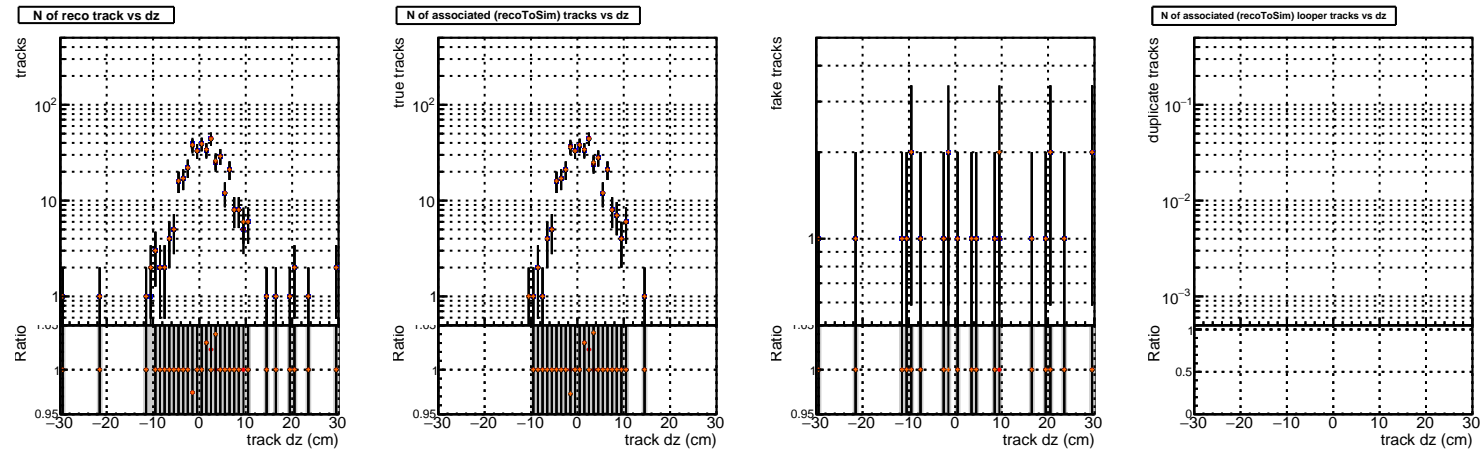 N of reco track vs dz
tracks
10²
10
1
Ratio
1.05
1
0.95
−30 −20 −10 0 10 20 30
track dz (cm)
N of associated (recoToSim) tracks vs dz
true tracks
10²
10
1
Ratio
1.05
1
0.95
−30 −20 −10 0 10 20 30
track dz (cm)
fake tracks
1
Ratio
1.05
1
0.95
−30 −20 −10 0 10 20 30
track dz (cm)
N of associated (recoToSim) looper tracks vs dz
duplicate tracks
10⁻¹
10⁻²
10⁻³
Ratio
1
0.5
0
−30 −20 −10 0 10 20 30
track dz (cm)